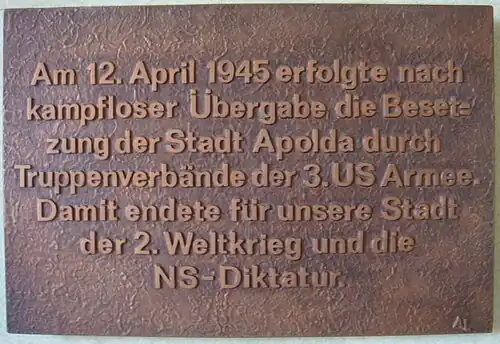 Am 12. April 1945 erfolgte nach
kampfloser Übergabe die Beset-
zung der Stadt Apolda durch
Truppenverbände der 3. US Armee.
Damit endete für unsere Stadt
der 2. Weltkrieg und die
NS-Diktatur.